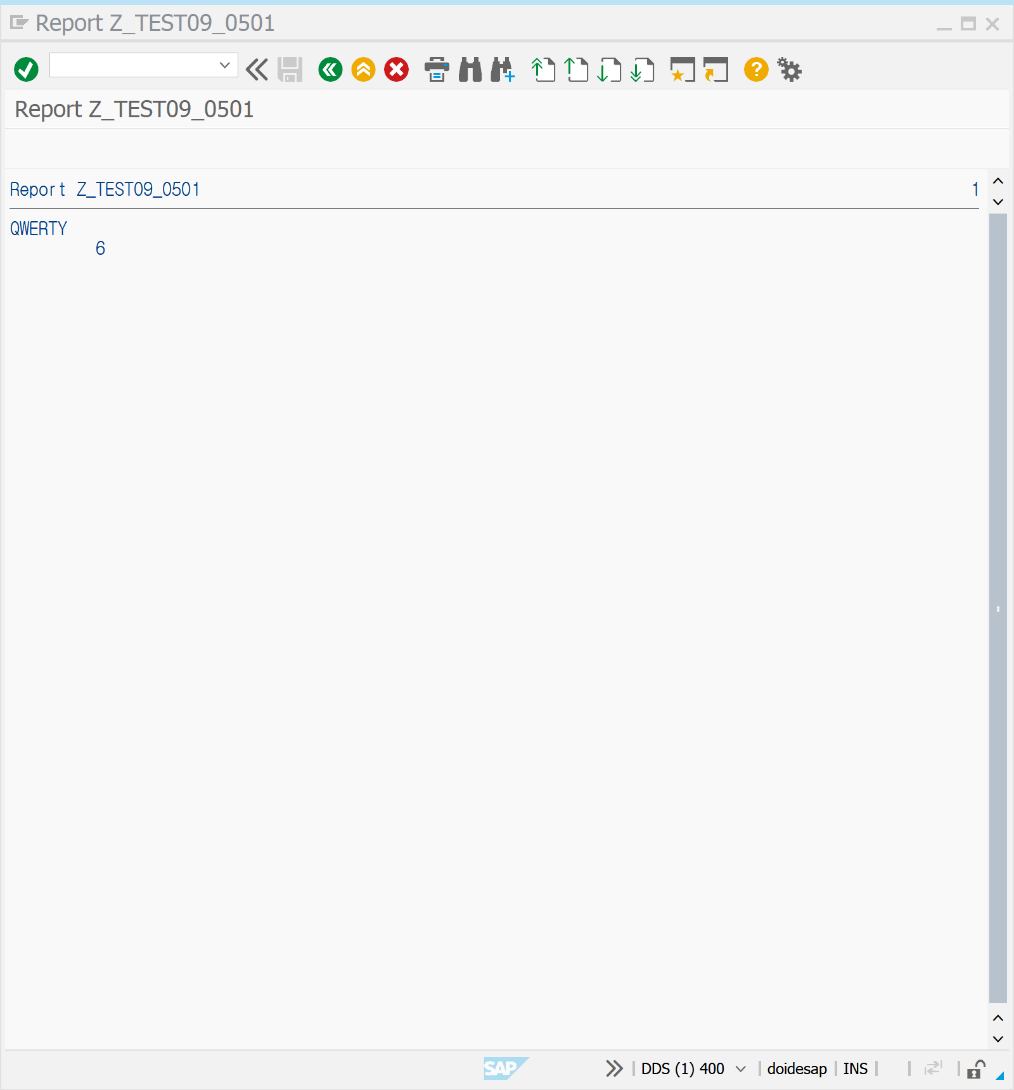 Report Z_TEST09_0501
Report Z_TEST09_0501
Report Z_TEST09_0501 1
QWERTY
6
SAP DDS (1) 400 doidesap INS